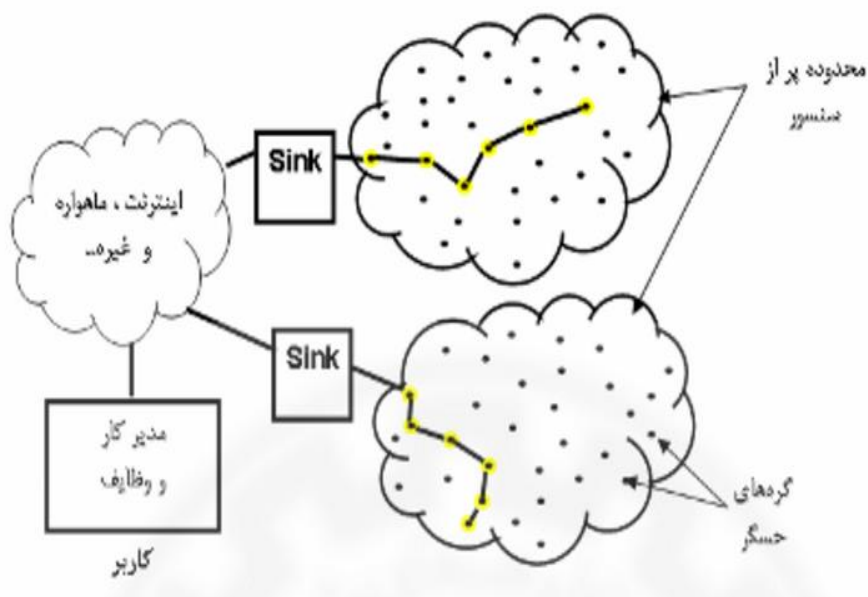 محدوده پر از
سنسور
Sink
اینترنت ، ماهواره
و غیره..
Sink
مدیر کار
و وظایف
کاربر
گره‌های
حسگر